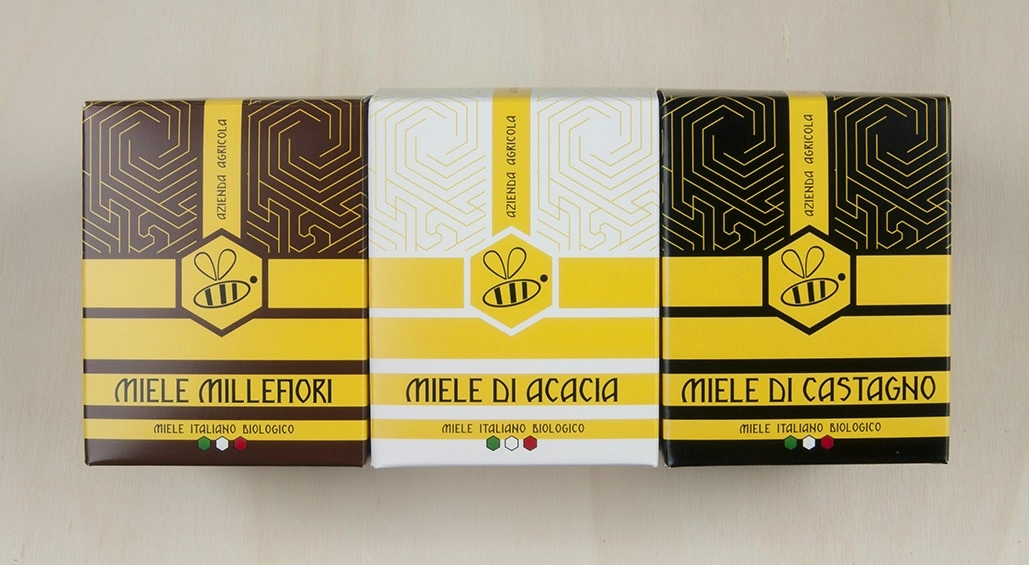 AZIENDA AGRICOLA
MIELE MILLEFIORI
MIELE ITALIANO BIOLOGICO
AZIENDA AGRICOLA
MIELE DI ACACIA
MIELE ITALIANO BIOLOGICO
AZIENDA AGRICOLA
MIELE DI CASTAGNO
MIELE ITALIANO BIOLOGICO